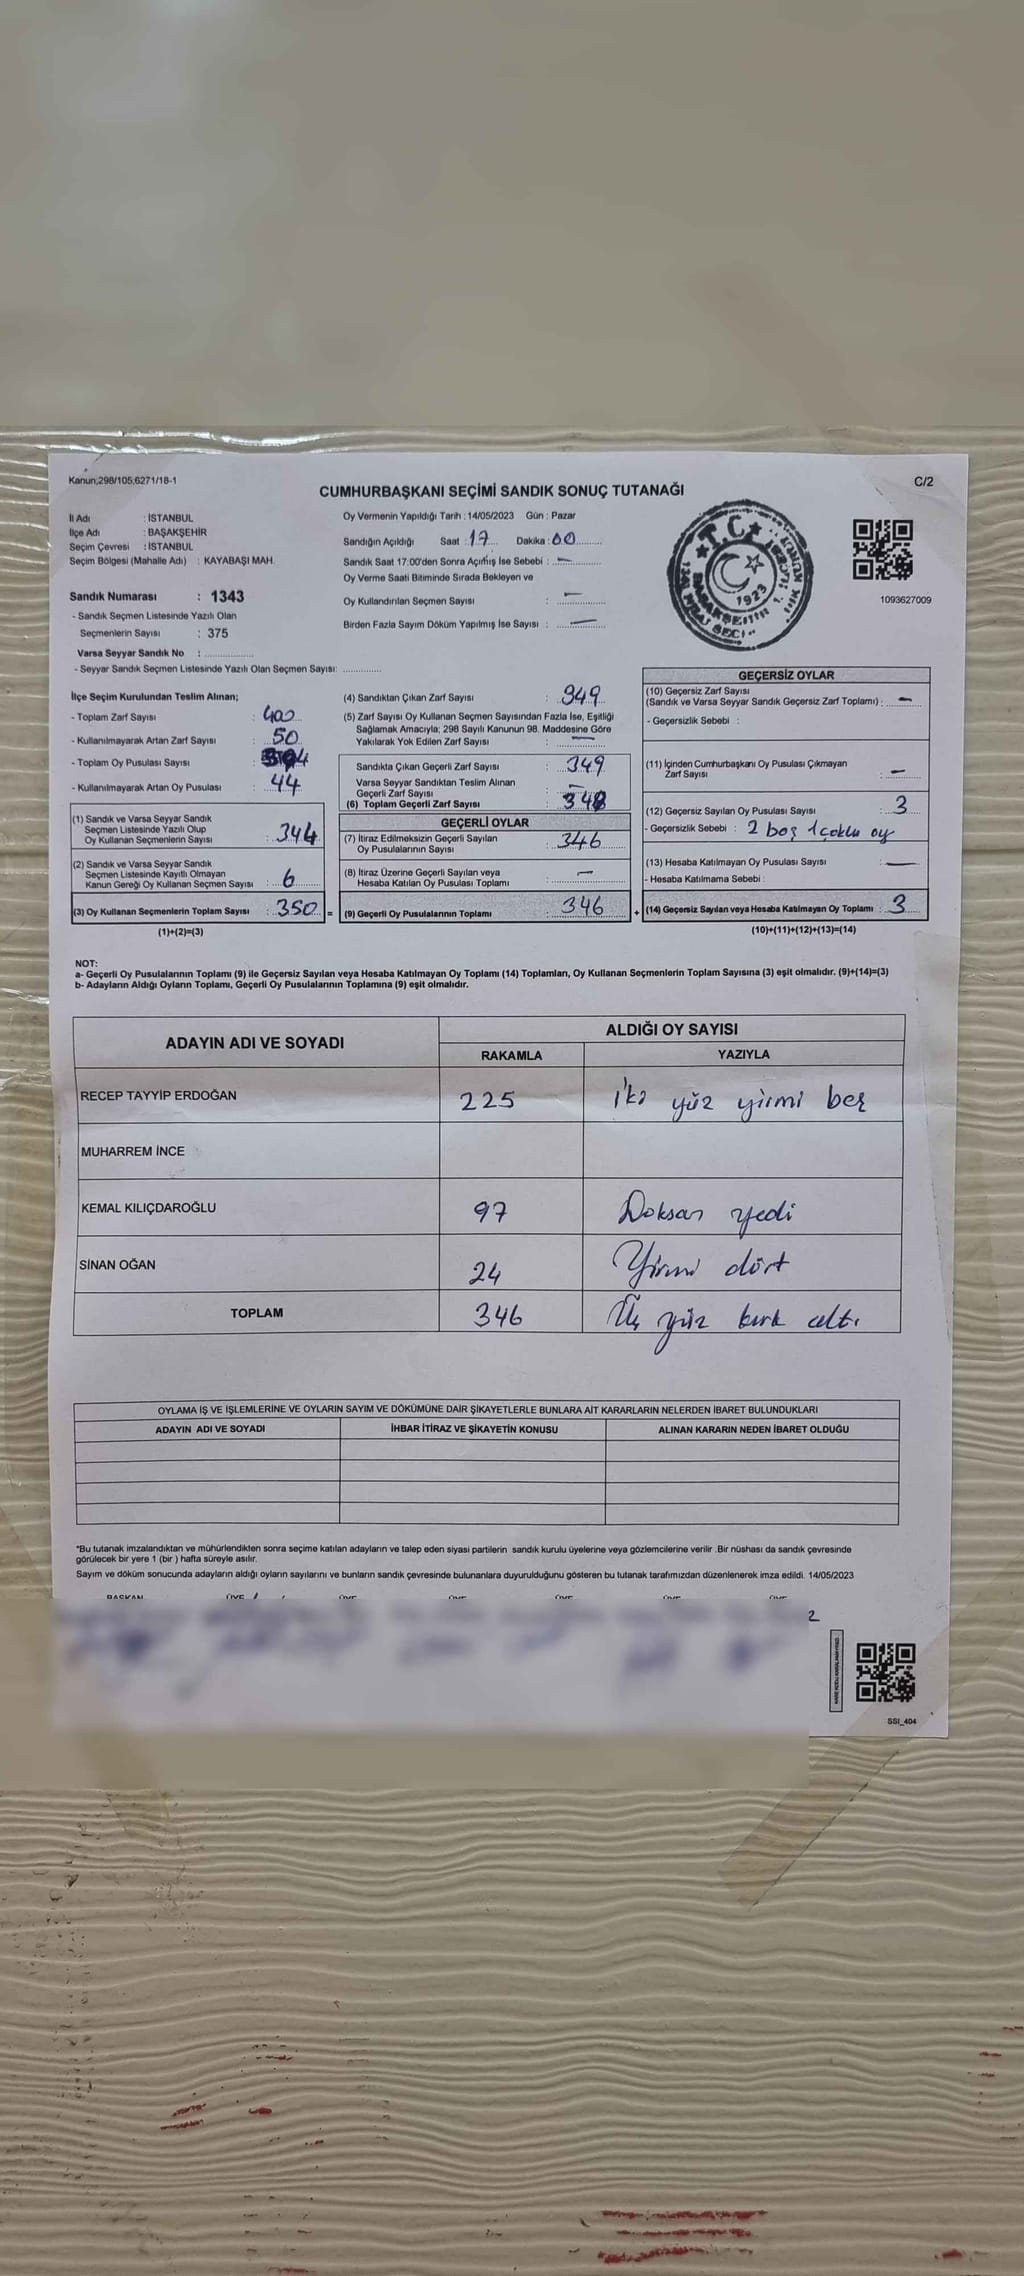 Kanun;298/105,6271/18-1
C/2
CUMHURBAŞKANI SEÇİMİ SANDIK SONUÇ TUTANAĞI
İl Adı : İSTANBUL
İlçe Adı : BAŞAKŞEHİR
Seçim Çevresi : İSTANBUL
Seçim Bölgesi (Mahalle Adı) : KAYABAŞI MAH.
Sandık Numarası : 1343
- Sandık Seçmen Listesinde Yazılı Olan
Seçmenlerin Sayısı : 375
Varsa Seyyar Sandık No :
- Seyyar Sandık Seçmen Listesinde Yazılı Olan Seçmen Sayısı:
Oy Vermenin Yapıldığı Tarih : 14/05/2023 Gün : Pazar
Sandığın Açıldığı Saat : 17 Dakika : 00
Sandık Saat 17:00'den Sonra Açımış İse Sebebi : —
Oy Verme Saati Bitiminde Sırada Bekleyen ve
Oy Kullandırılan Seçmen Sayısı : —
Birden Fazla Sayım Döküm Yapılmış İse Sayısı : —
T.C.
1923
1093627009
İlçe Seçim Kurulundan Teslim Alınan;
- Toplam Zarf Sayısı : 400
- Kullanılmayarak Artan Zarf Sayısı : 50
- Toplam Oy Pusulası Sayısı :
- Kullanılmayarak Artan Oy Pusulası : 44
(1) Sandık ve Varsa Seyyar Sandık
Seçmen Listesinde Yazılı Olup
Oy Kullanan Seçmenlerin Sayısı : 344
(2) Sandık ve Varsa Seyyar Sandık
Seçmen Listesinde Kayıtlı Olmayan
Kanun Gereği Oy Kullanan Seçmen Sayısı : 6
(3) Oy Kullanan Seçmenlerin Toplam Sayısı : 350 =
(1)+(2)=(3)
(4) Sandıktan Çıkan Zarf Sayısı : 349
(5) Zarf Sayısı Oy Kullanan Seçmen Sayısından Fazla İse, Eşitliği
Sağlamak Amacıyla; 298 Sayılı Kanunun 98. Maddesine Göre
Yakılarak Yok Edilen Zarf Sayısı : —
Sandıkta Çıkan Geçerli Zarf Sayısı : 349
Varsa Seyyar Sandıktan Teslim Alınan
Geçerli Zarf Sayısı : —
(6) Toplam Geçerli Zarf Sayısı :
GEÇERLİ OYLAR
(7) İtiraz Edilmeksizin Geçerli Sayılan
Oy Pusulalarının Sayısı : 346
(8) İtiraz Üzerine Geçerli Sayılan veya
Hesaba Katılan Oy Pusulası Toplamı : —
(9) Geçerli Oy Pusulalarının Toplamı : 346 +
GEÇERSİZ OYLAR
(10) Geçersiz Zarf Sayısı
(Sandık ve Varsa Seyyar Sandık Geçersiz Zarf Toplamı) : —
- Geçersizlik Sebebi :
(11) İçinden Cumhurbaşkanı Oy Pusulası Çıkmayan
Zarf Sayısı : —
(12) Geçersiz Sayılan Oy Pusulası Sayısı : 3
- Geçersizlik Sebebi : 2 boş 1 çoklu oy
(13) Hesaba Katılmayan Oy Pusulası Sayısı : —
- Hesaba Katılmama Sebebi :
(14) Geçersiz Sayılan veya Hesaba Katılmayan Oy Toplamı : 3
(10)+(11)+(12)+(13)=(14)
NOT:
a- Geçerli Oy Pusulalarının Toplamı (9) ile Geçersiz Sayılan veya Hesaba Katılmayan Oy Toplamı (14) Toplamları, Oy Kullanan Seçmenlerin Toplam Sayısına (3) eşit olmalıdır. (9)+(14)=(3)
b- Adayların Aldığı Oyların Toplamı, Geçerli Oy Pusulalarının Toplamına (9) eşit olmalıdır.
ADAYIN ADI VE SOYADI
ALDIĞI OY SAYISI
RAKAMLA YAZIYLA
RECEP TAYYİP ERDOĞAN 225 iki yüz yirmi beş
MUHARREM İNCE
KEMAL KILIÇDAROĞLU 97 Doksan yedi
SİNAN OĞAN 24 Yirmi dört
TOPLAM 346 Üç yüz kırk altı
OYLAMA İŞ VE İŞLEMLERİNE VE OYLARIN SAYIM VE DÖKÜMÜNE DAİR ŞİKAYETLERLE BUNLARA AİT KARARLARIN NELERDEN İBARET BULUNDUKLARI
ADAYIN ADI VE SOYADI İHBAR İTİRAZ VE ŞİKAYETİN KONUSU ALINAN KARARIN NEDEN İBARET OLDUĞU
*Bu tutanak imzalandıktan ve mühürlendikten sonra seçime katılan adayların ve talep eden siyasi partilerin sandık kurulu üyelerine veya gözlemcilerine verilir .Bir nüshası da sandık çevresinde
görülecek bir yere 1 (bir ) hafta süreyle asılır.
Sayım ve döküm sonucunda adayların aldığı oyların sayılarını ve bunların sandık çevresinde bulunanlara duyurulduğunu gösteren bu tutanak tarafımızdan düzenlenerek imza edildi. 14/05/2023
BAŞKAN ÜYE ÜYE ÜYE ÜYE ÜYE ÜYE
2
SSI_404